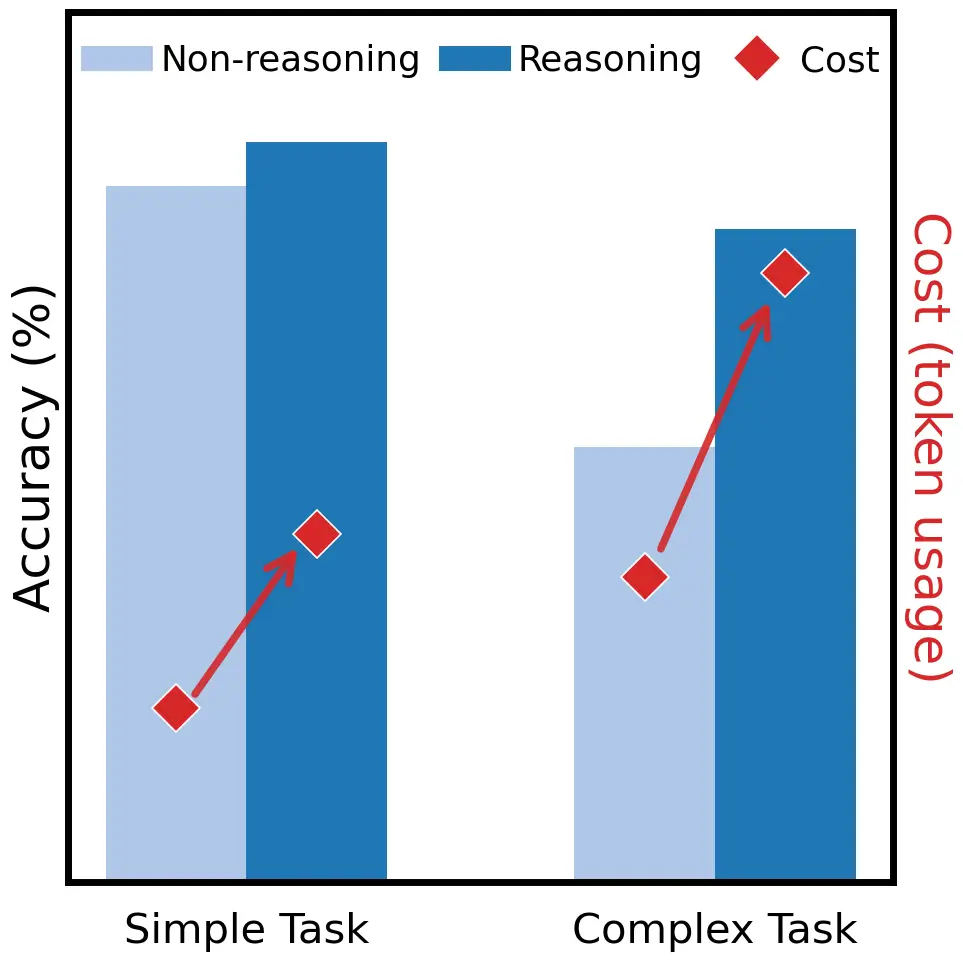 Non-reasoning Reasoning Cost
Accuracy (%)
Cost (token usage)
Simple Task Complex Task